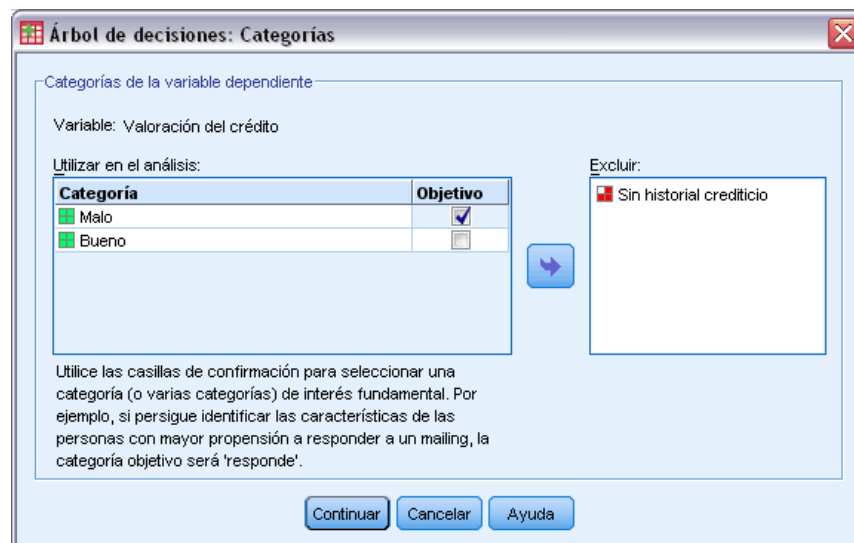 Árbol de decisiones: Categorías
Categorías de la variable dependiente
Variable: Valoración del crédito
Utilizar en el análisis:
Categoría Objetivo
Malo
Bueno
Excluir:
Sin historial crediticio
Utilice las casillas de confirmación para seleccionar una
categoría (o varias categorías) de interés fundamental. Por
ejemplo, si persigue identificar las características de las
personas con mayor propensión a responder a un mailing, la
categoría objetivo será 'responde'.
Continuar Cancelar Ayuda